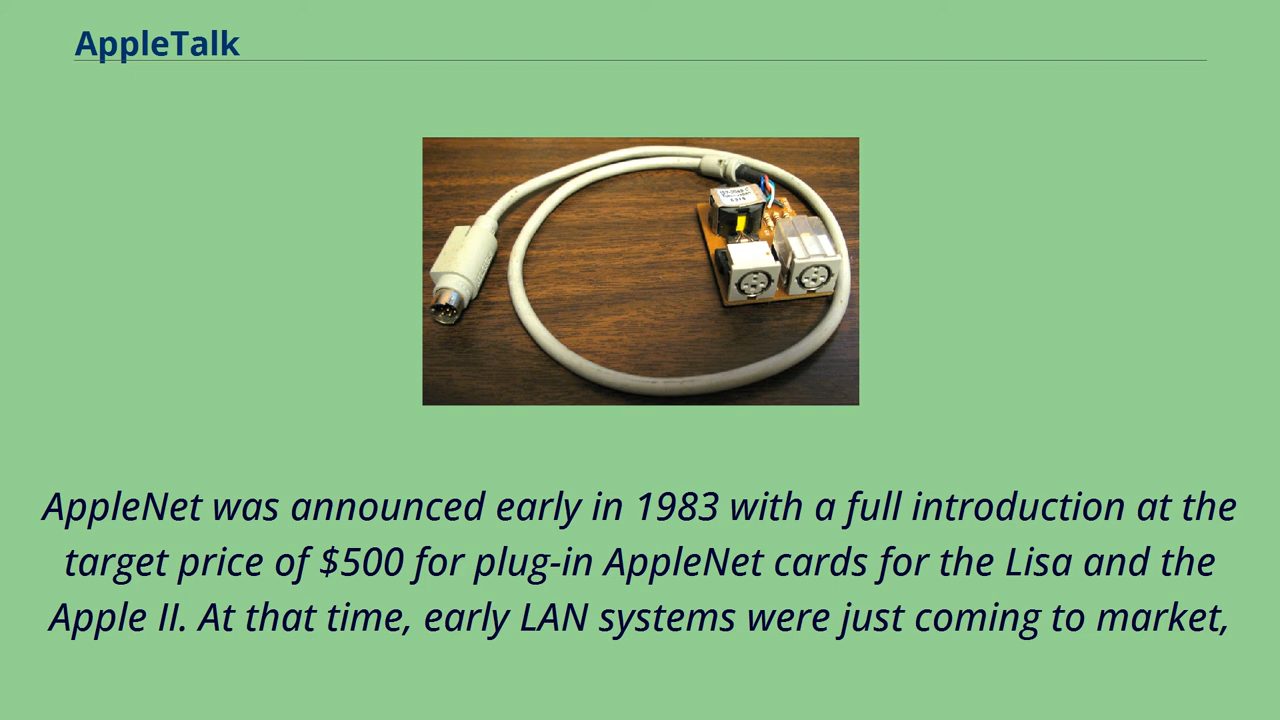 AppleTalk
AppleNet was announced early in 1983 with a full introduction at the
target price of $500 for plug-in AppleNet cards for the Lisa and the
Apple II. At that time, early LAN systems were just coming to market,